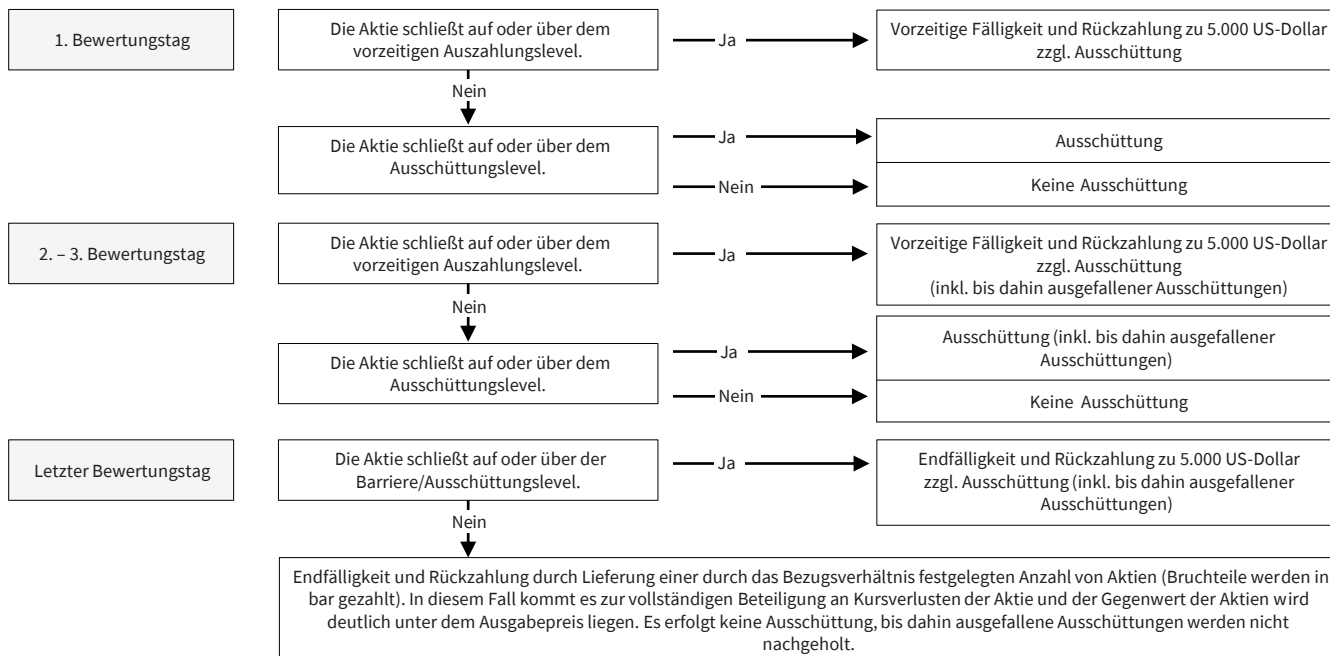 1. Bewertungstag
Die Aktie schließt auf oder über dem
vorzeitigen Auszahlungslevel.
Ja
Vorzeitige Fälligkeit und Rückzahlung zu 5.000 US-Dollar
zzgl. Ausschüttung
Nein
Die Aktie schließt auf oder über dem
Ausschüttungslevel.
Ja
Ausschüttung
Nein
Keine Ausschüttung
2. – 3. Bewertungstag
Die Aktie schließt auf oder über dem
vorzeitigen Auszahlungslevel.
Ja
Vorzeitige Fälligkeit und Rückzahlung zu 5.000 US-Dollar
zzgl. Ausschüttung
(inkl. bis dahin ausgefallener Ausschüttungen)
Nein
Die Aktie schließt auf oder über dem
Ausschüttungslevel.
Ja
Ausschüttung (inkl. bis dahin ausgefallener
Ausschüttungen)
Nein
Keine Ausschüttung
Letzter Bewertungstag
Die Aktie schließt auf oder über der
Barriere/Ausschüttungslevel.
Ja
Endfälligkeit und Rückzahlung zu 5.000 US-Dollar
zzgl. Ausschüttung (inkl. bis dahin ausgefallener
Ausschüttungen)
Nein
Endfälligkeit und Rückzahlung durch Lieferung einer durch das Bezugsverhältnis festgelegten Anzahl von Aktien (Bruchteile werden in
bar gezahlt). In diesem Fall kommt es zur vollständigen Beteiligung an Kursverlusten der Aktie und der Gegenwert der Aktien wird
deutlich unter dem Ausgabepreis liegen. Es erfolgt keine Ausschüttung, bis dahin ausgefallene Ausschüttungen werden nicht
nachgeholt.